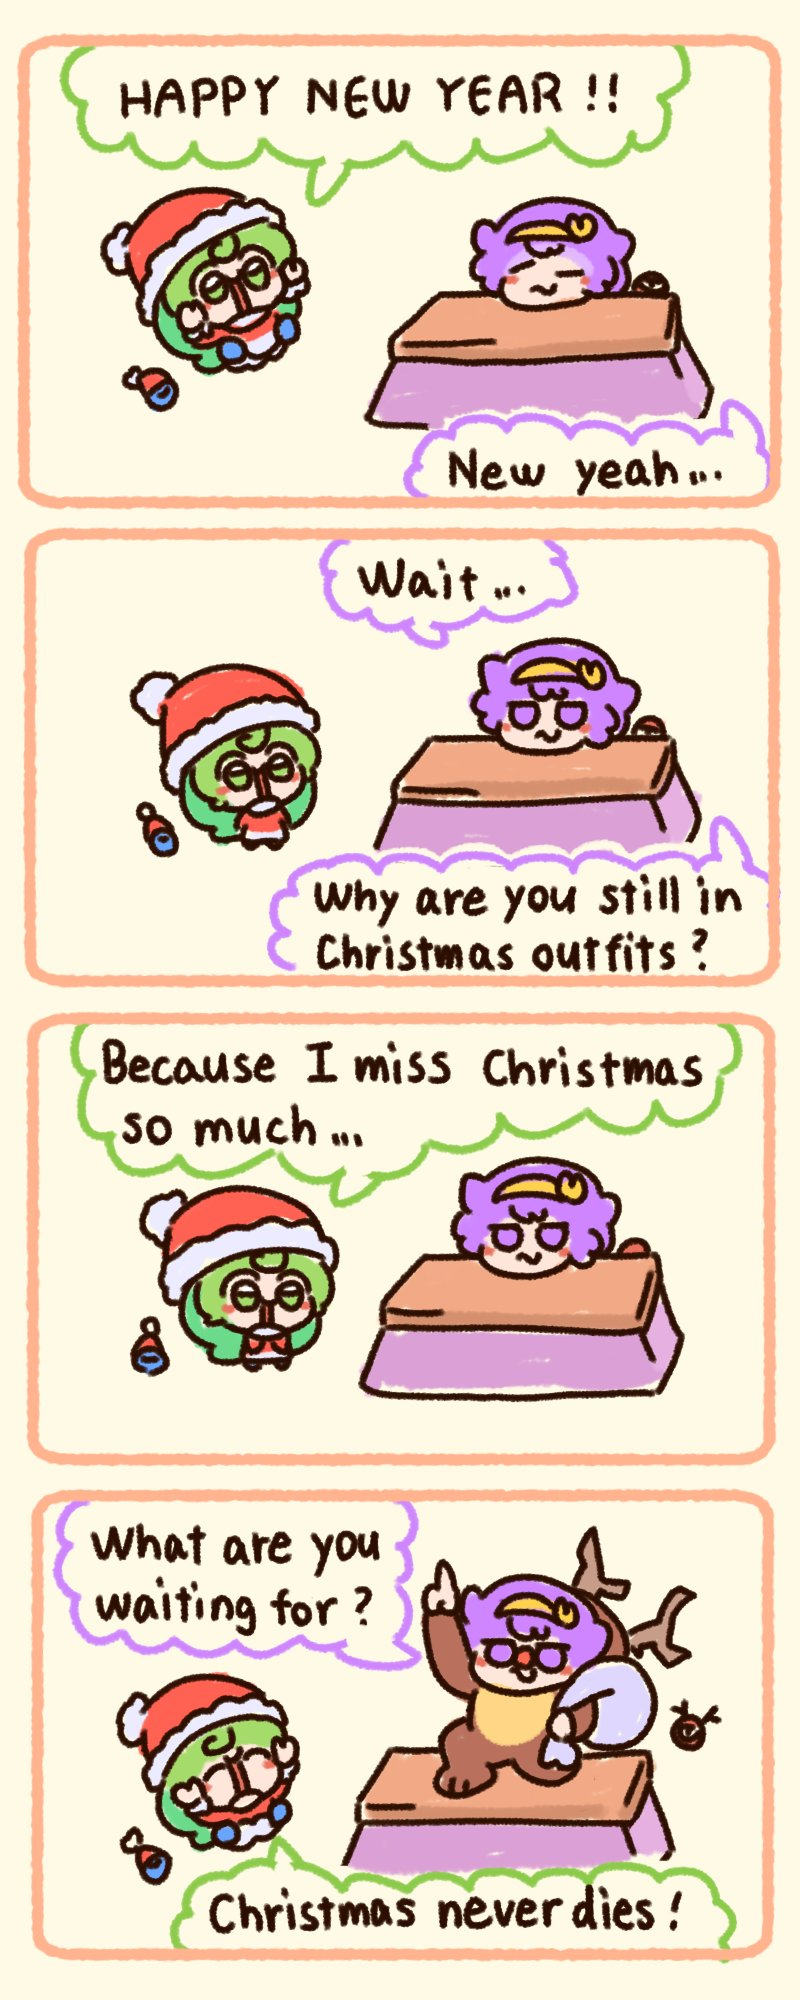 HAPPY NEW YEAR !!
New yeah...
Wait...
Why are you still in
Christmas outfits?
Because I miss Christmas
so much...
What are you
waiting for?
Christmas never dies!